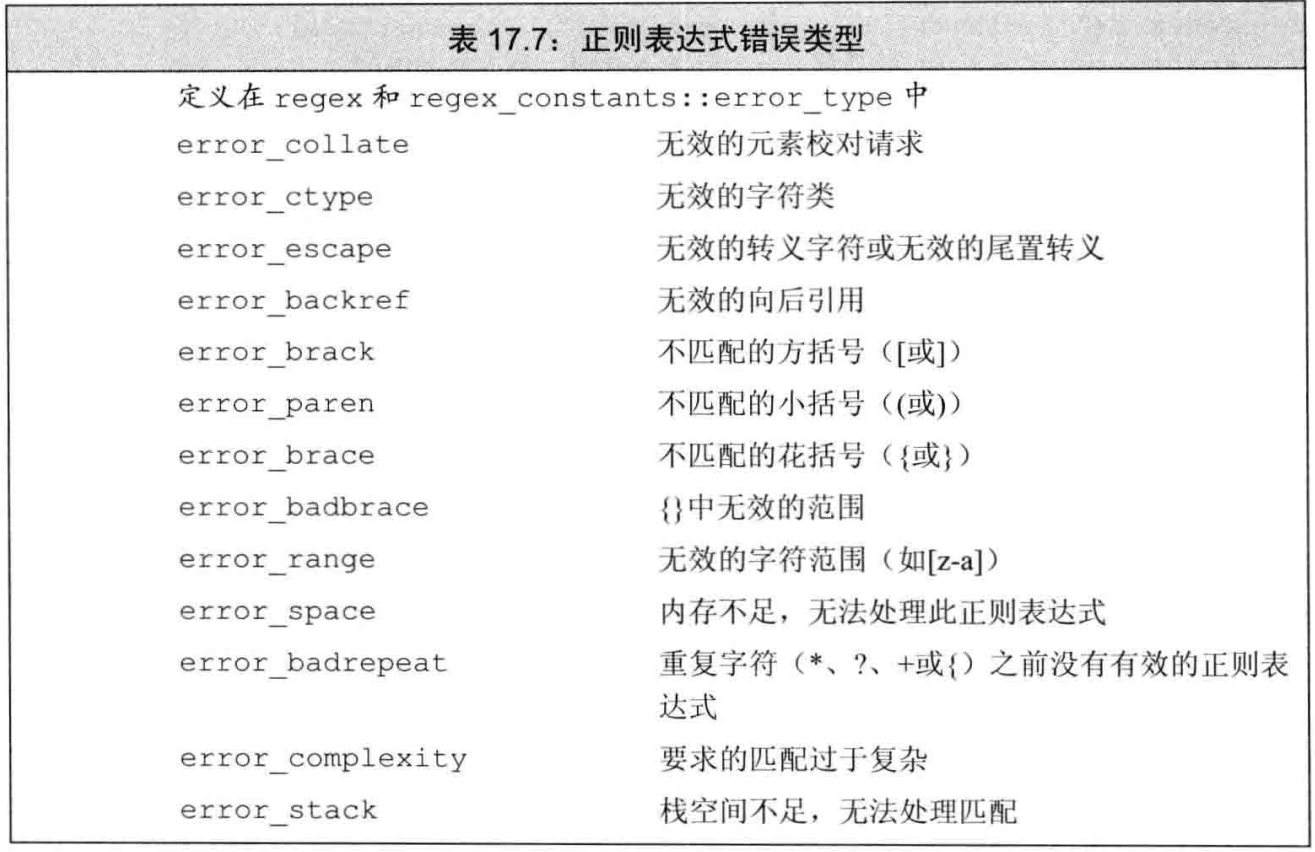 表 17.7：正则表达式错误类型
定义在 regex 和 regex_constants::error_type 中
error_collate 无效的元素校对请求
error_ctype 无效的字符类
error_escape 无效的转义字符或无效的尾置转义
error_backref 无效的向后引用
error_brack 不匹配的方括号（[或]）
error_paren 不匹配的小括号（(或)）
error_brace 不匹配的花括号（{或}）
error_badbrace {}中无效的范围
error_range 无效的字符范围（如[z-a]）
error_space 内存不足，无法处理此正则表达式
error_badrepeat 重复字符（*、?、+或{）之前没有有效的正则表
达式
error_complexity 要求的匹配过于复杂
error_stack 栈空间不足，无法处理匹配